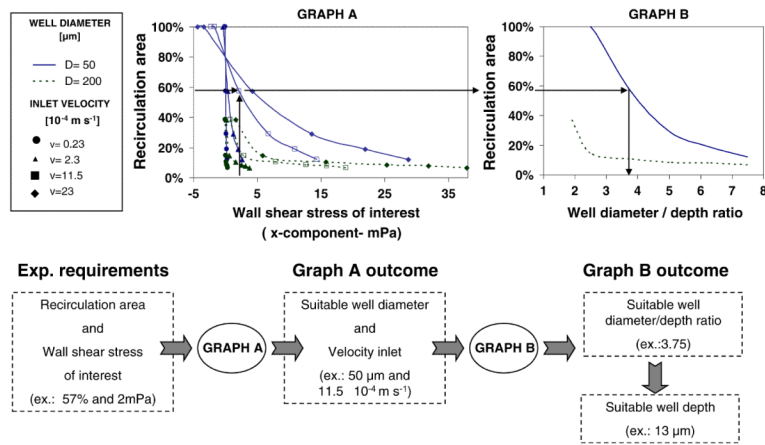 WELL DIAMETER
[µm]
D= 50
D= 200
INLET VELOCITY
[10⁻⁴ m s⁻¹]
v= 0.23
v= 2.3
v=11.5
v=23
GRAPH A
Recirculation area
100%
80%
60%
40%
20%
0%
-5 5 15 25 35
Wall shear stress of interest
( x-component- mPa)
GRAPH B
Recirculation area
100%
80%
60%
40%
20%
0%
1 2 3 4 5 6 7 8
Well diameter / depth ratio
Exp. requirements
Recirculation area
and
Wall shear stress
of interest
(ex.: 57% and 2mPa)
GRAPH A
Graph A outcome
Suitable well diameter
and
Velocity inlet
(ex.: 50 µm and
11.5 10⁻⁴ m s⁻¹)
GRAPH B
Graph B outcome
Suitable well
diameter/depth ratio
(ex.:3.75)
Suitable well depth
(ex.: 13 µm)